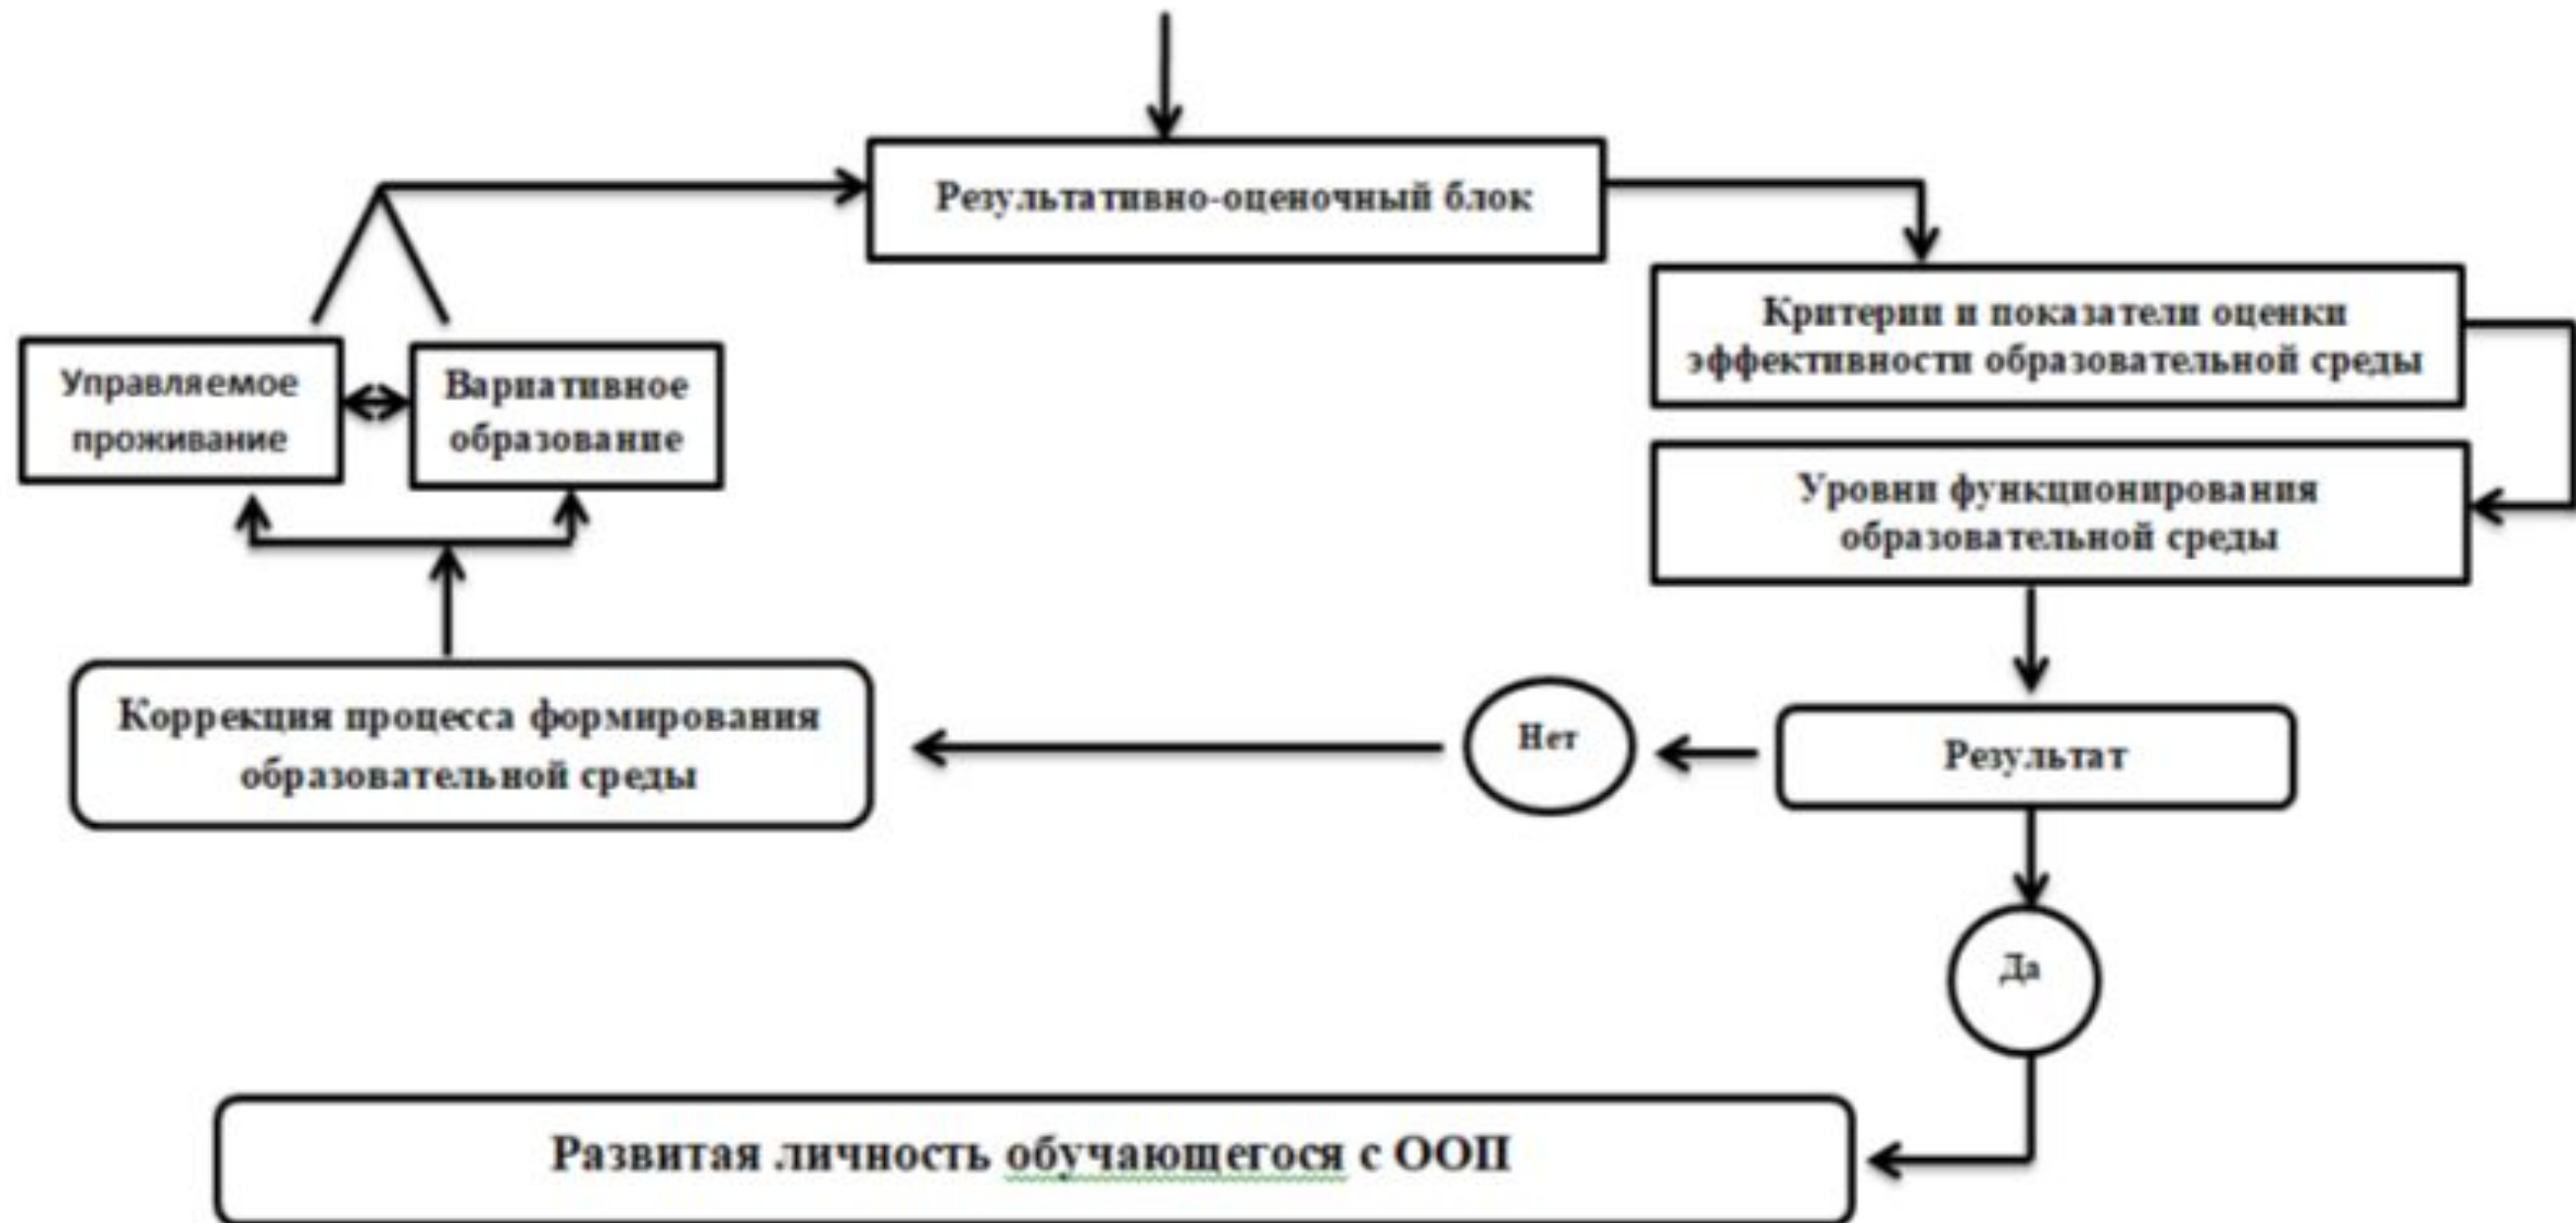 Результативно-оценочный блок
Критерии и показатели оценки
эффективности образовательной среды
Управляемое
проживание
Вариативное
образование
Уровни функционирования
образовательной среды
Коррекция процесса формирования
образовательной среды
Нет
Результат
Да
Развитая личность обучающегося с ООП